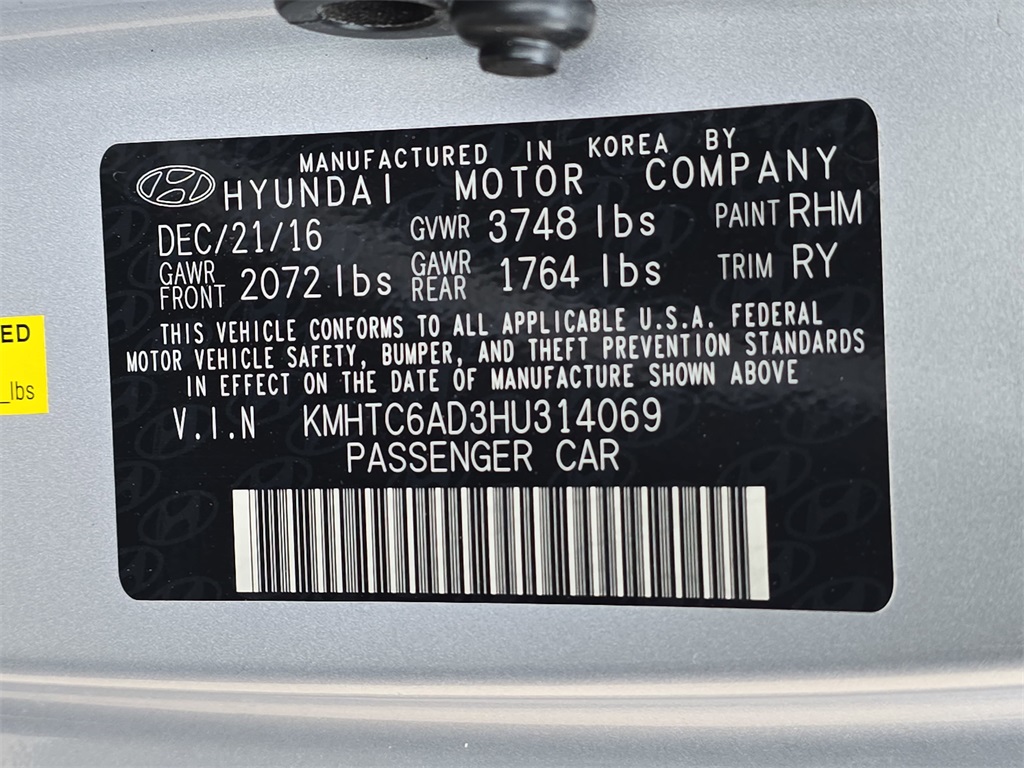 MANUFACTURED IN KOREA BY
HYUNDAI MOTOR COMPANY
DEC/21/16 GVWR 3748 lbs PAINT RHM
GAWR FRONT 2072 lbs GAWR REAR 1764 lbs TRIM RY
THIS VEHICLE CONFORMS TO ALL APPLICABLE U.S.A. FEDERAL
MOTOR VEHICLE SAFETY, BUMPER, AND THEFT PREVENTION STANDARDS
IN EFFECT ON THE DATE OF MANUFACTURE SHOWN ABOVE
V.I.N KMHTC6AD3HU314069
PASSENGER CAR
ED
lbs